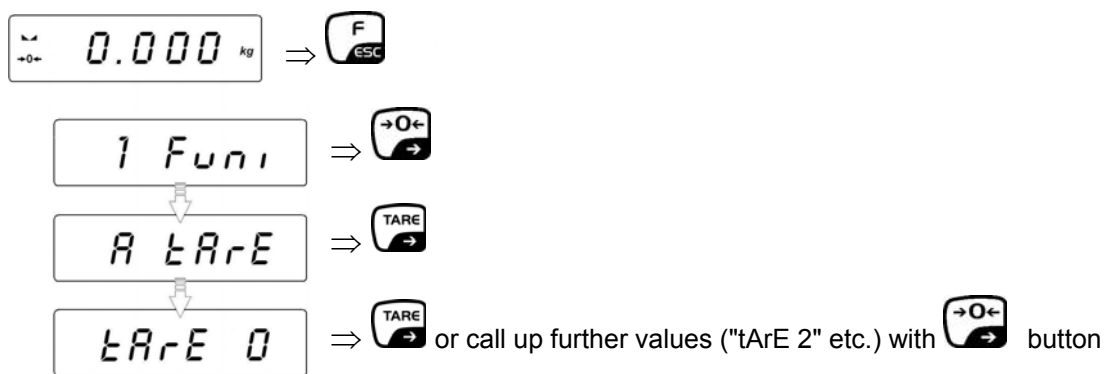 →0← 0.000 kg ⇒ F ESC
1 Funi ⇒ →0←
A tArE ⇒ TARE
tArE 0 ⇒ TARE or call up further values ("tArE 2" etc.) with →0← button